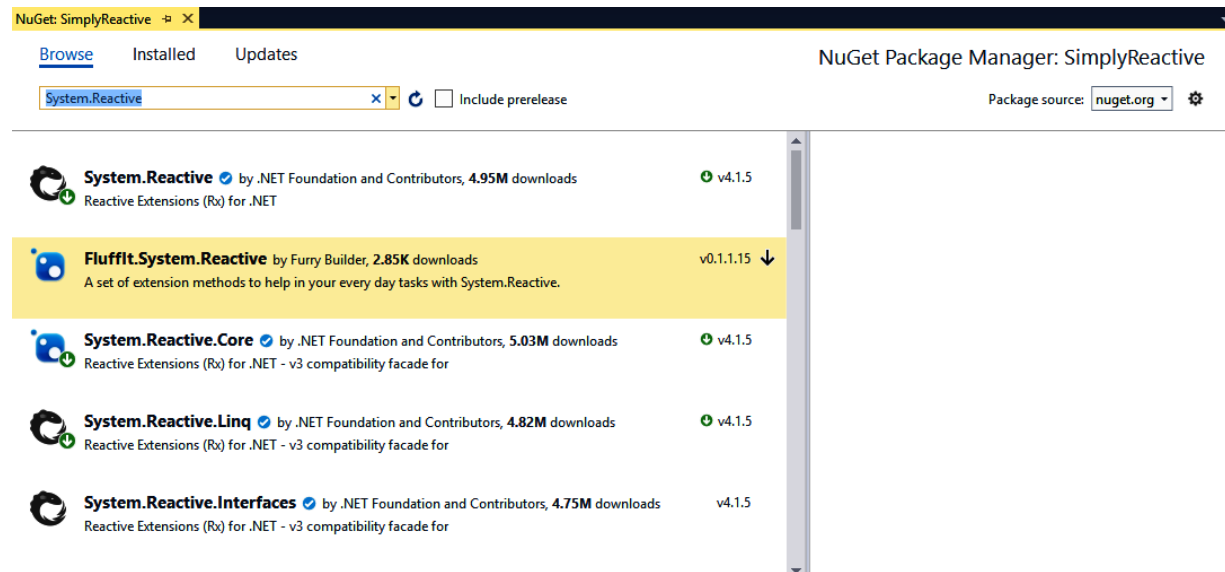 NuGet: SimplyReactive
Browse Installed Updates
NuGet Package Manager: SimplyReactive
System.Reactive
Include prerelease
Package source: nuget.org
System.Reactive by .NET Foundation and Contributors, 4.95M downloads v4.1.5
Reactive Extensions (Rx) for .NET
FluffIt.System.Reactive by Furry Builder, 2.85K downloads v0.1.1.15
A set of extension methods to help in your every day tasks with System.Reactive.
System.Reactive.Core by .NET Foundation and Contributors, 5.03M downloads v4.1.5
Reactive Extensions (Rx) for .NET - v3 compatibility facade for
System.Reactive.Linq by .NET Foundation and Contributors, 4.82M downloads v4.1.5
Reactive Extensions (Rx) for .NET - v3 compatibility facade for
System.Reactive.Interfaces by .NET Foundation and Contributors, 4.75M downloads v4.1.5
Reactive Extensions (Rx) for .NET - v3 compatibility facade for